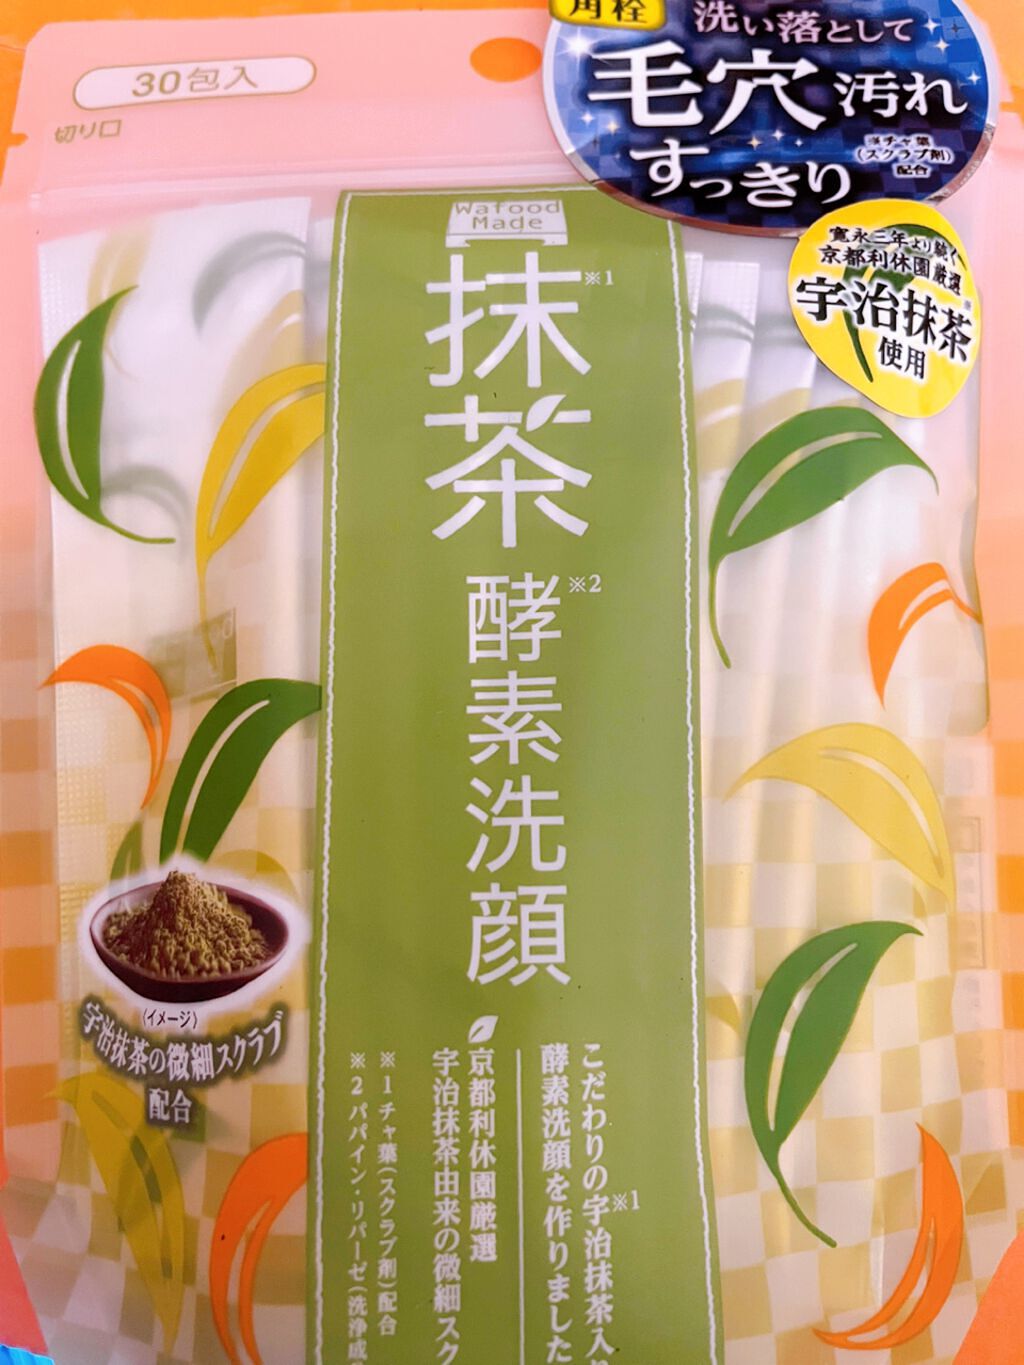 角栓
洗い落として
毛穴汚れ
すっきり
※チャ葉
(スクラブ剤)
配合
30包入
切り口
寛永三年より続く
京都利休園厳選
宇治抹茶※
使用
Wafood
Made
抹茶※1
酵素洗顔※2
こだわりの宇治抹茶※1入り
酵素洗顔を作りました
京都利休園厳選
宇治抹茶由来の微細スク
※1チャ葉(スクラブ剤)配合
※2パパイン・リパーゼ(洗浄成
(イメージ)
宇治抹茶の微細スクラブ
配合